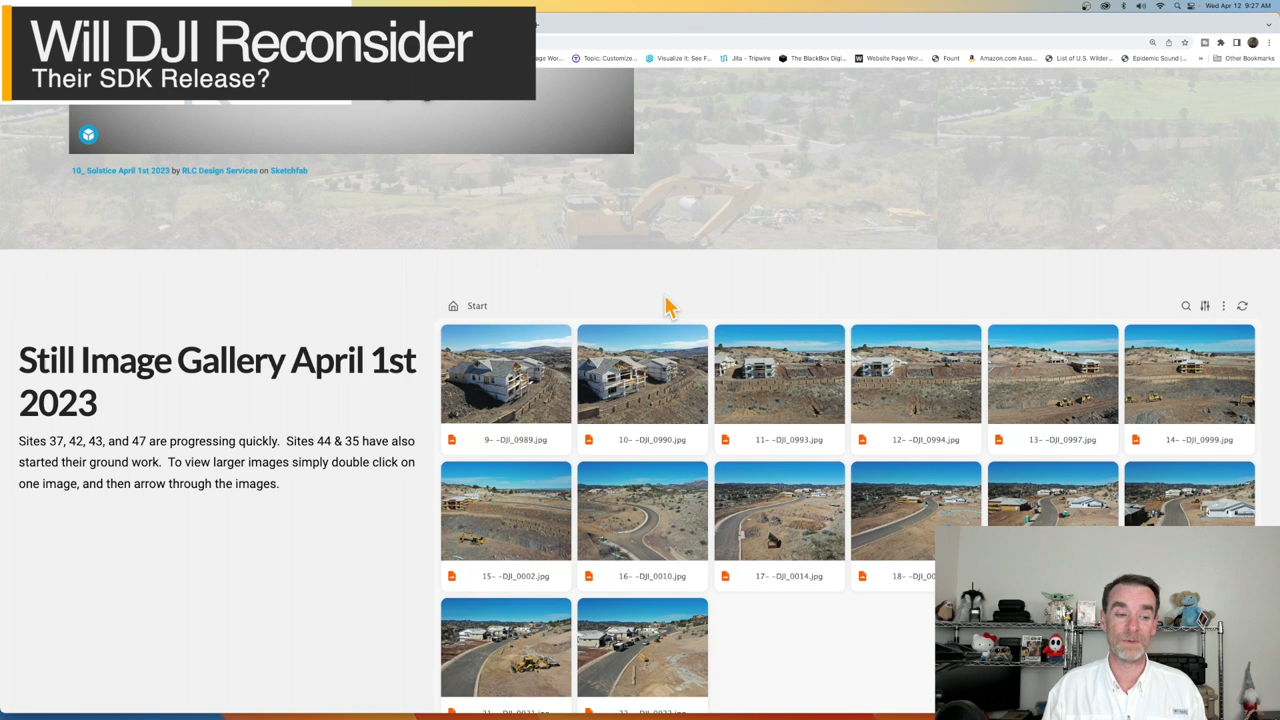 Wed Apr 12 9:27 AM
Will DJI Reconsider
Their SDK Release?
Topic: Customize...
Visualize it: See F...
Jita - Tripwire
The BlackBox Digi...
Website Page Wor...
Fount
Amazon.com Asso...
List of U.S. Wilder...
Epidemic Sound |...
»
Other Bookmarks
10_ Solstice April 1st 2023 by RLC Design Services on Sketchfab
Start
Still Image Gallery April 1st
2023
Sites 37, 42, 43, and 47 are progressing quickly. Sites 44 & 35 have also
started their ground work. To view larger images simply double click on
one image, and then arrow through the images.
9- -DJI_0989.jpg
10- -DJI_0990.jpg
11- -DJI_0993.jpg
12- -DJI_0994.jpg
13- -DJI_0997.jpg
14- -DJI_0999.jpg
15- -DJI_0002.jpg
16- -DJI_0010.jpg
17- -DJI_0014.jpg
18- -DJI_00